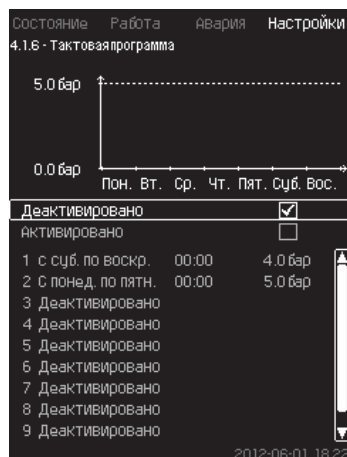 Состояние Работа Авария Настройки
4.1.6 - Тактовая программа
5.0 бар
0.0 бар
Пон. Вт. Ср. Чт. Пят. Суб. Вос.
Деактивировано
Активировано
1 с суб. по воскр. 00:00 4.0 бар
2 С понед. по пятн. 00:00 5.0 бар
3 Деактивировано
4 Деактивировано
5 Деактивировано
6 Деактивировано
7 Деактивировано
8 Деактивировано
9 Деактивировано
2012-06-01 18:22